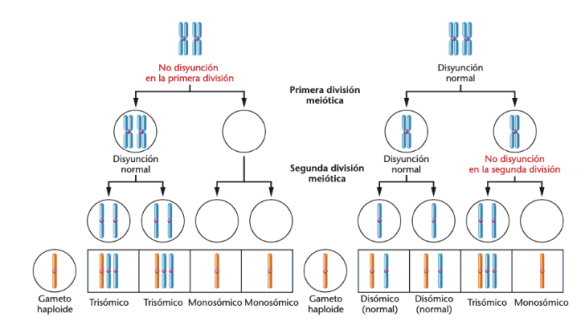 No disyunción
en la primera división
Disyunción
normal
Primera división
meiótica
Disyunción
normal
Segunda división
meiótica
Disyunción
normal
No disyunción
en la segunda división
Gameto
haploide
Trisómico
Trisómico
Monosómico
Monosómico
Gameto
haploide
Disómico
(normal)
Disómico
(normal)
Trisómico
Monosómico